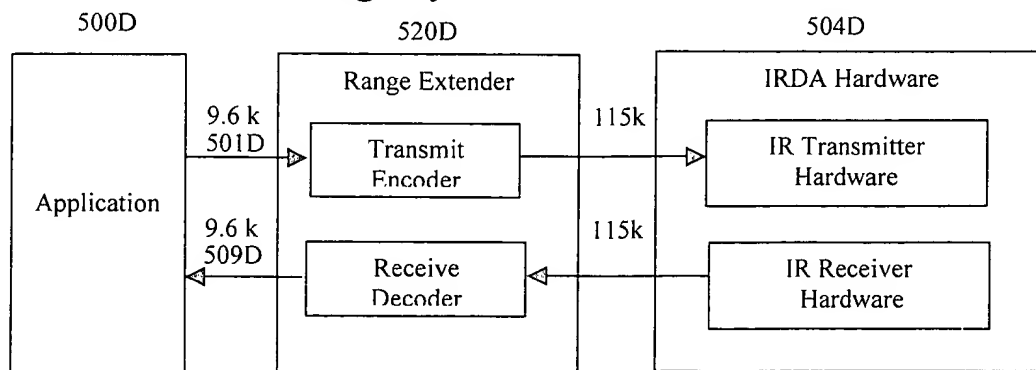 500D
520D
504D
Range Extender
IRDA Hardware
9.6 k
501D
115k
Transmit
Encoder
IR Transmitter
Hardware
Application
9.6 k
509D
115k
Receive
Decoder
IR Receiver
Hardware